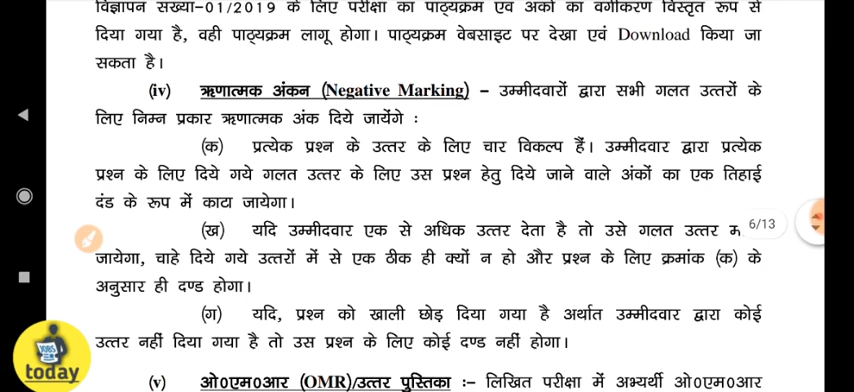 विज्ञापन संख्या-01/2019 के लिए परीक्षा का पाठ्यक्रम एवं अंकों का वर्गीकरण विस्तृत रूप से
दिया गया है, वही पाठ्यक्रम लागू होगा। पाठ्यक्रम वेबसाइट पर देखा एवं Download किया जा
सकता है।
(iv) ऋणात्मक अंकन (Negative Marking) - उम्मीदवारों द्वारा सभी गलत उत्तरों के
लिए निम्न प्रकार ऋणात्मक अंक दिये जायेंगे :
(क) प्रत्येक प्रश्न के उत्तर के लिए चार विकल्प हैं। उम्मीदवार द्वारा प्रत्येक
प्रश्न के लिए दिये गये गलत उत्तर के लिए उस प्रश्न हेतु दिये जाने वाले अंकों का एक तिहाई
दंड के रूप में काटा जायेगा।
(ख) यदि उम्मीदवार एक से अधिक उत्तर देता है तो उसे गलत उत्तर
6/13
जायेगा, चाहे दिये गये उत्तरों में से एक ठीक ही क्यों न हो और प्रश्न के लिए क्रमांक (क) के
अनुसार ही दण्ड होगा।
(ग) यदि, प्रश्न को खाली छोड़ दिया गया है अर्थात उम्मीदवार द्वारा कोई
उत्तर नहीं दिया गया है तो उस प्रश्न के लिए कोई दण्ड नहीं होगा।
JOBS
today
(v) ओ0एम0आर (OMR)/उत्तर पुस्तिका :- लिखित परीक्षा में अभ्यर्थी ओ0एम0आर